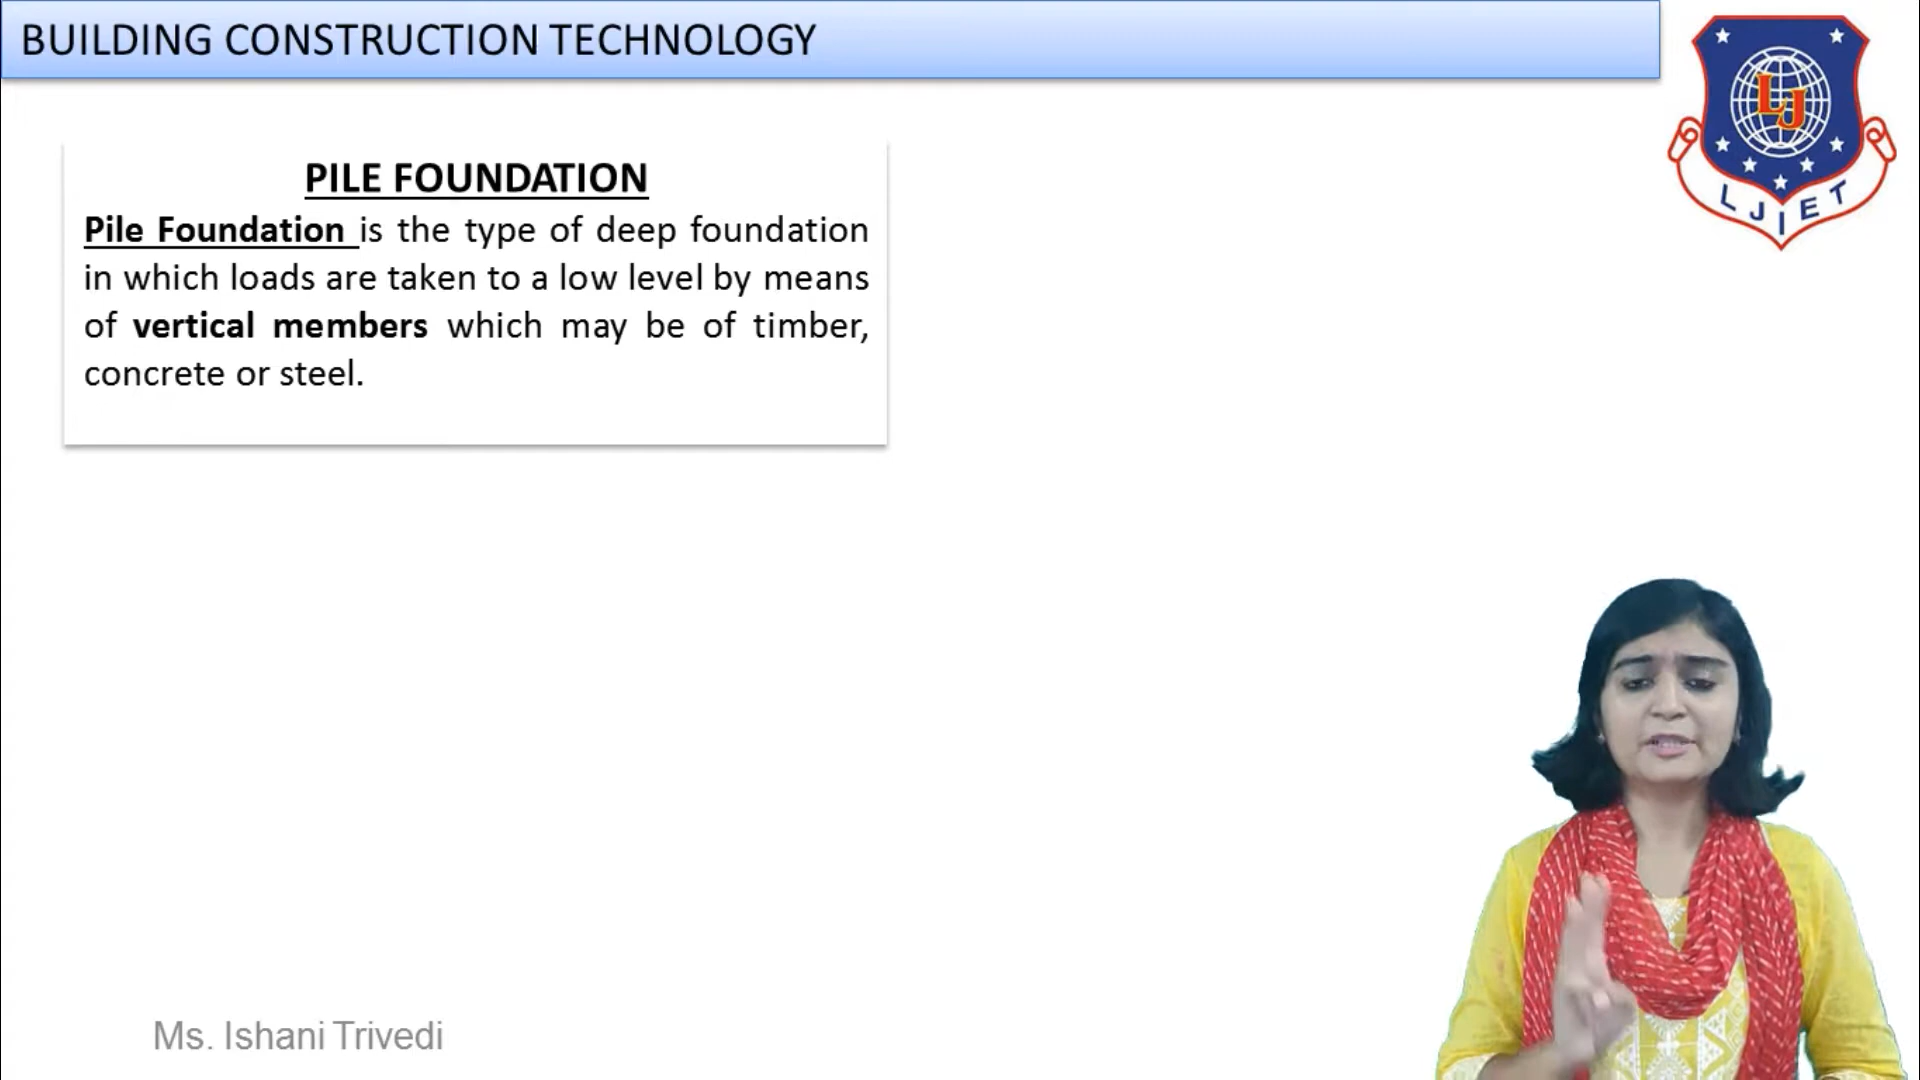 BUILDING CONSTRUCTION TECHNOLOGY
LJ
LJIET
PILE FOUNDATION
Pile Foundation is the type of deep foundation
in which loads are taken to a low level by means
of vertical members which may be of timber,
concrete or steel.
Ms. Ishani Trivedi